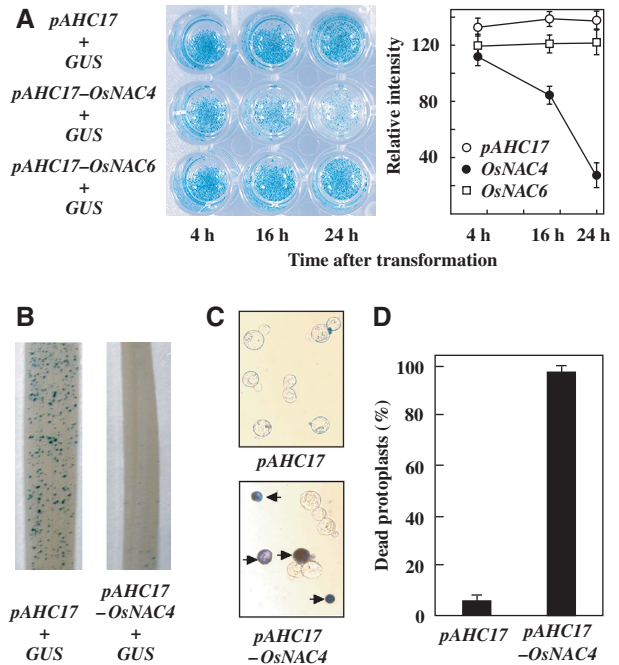 A
pAHC17
+
GUS
pAHC17–OsNAC4
+
GUS
pAHC17–OsNAC6
+
GUS
4 h 16 h 24 h
Time after transformation
Relative intensity
120
80
40
pAHC17
OsNAC4
OsNAC6
4 h 16 h 24 h
B
pAHC17
+
GUS
pAHC17
–OsNAC4
+
GUS
C
pAHC17
pAHC17
–OsNAC4
D
Dead protoplasts (%)
100
80
60
40
20
0
pAHC17
pAHC17
–OsNAC4